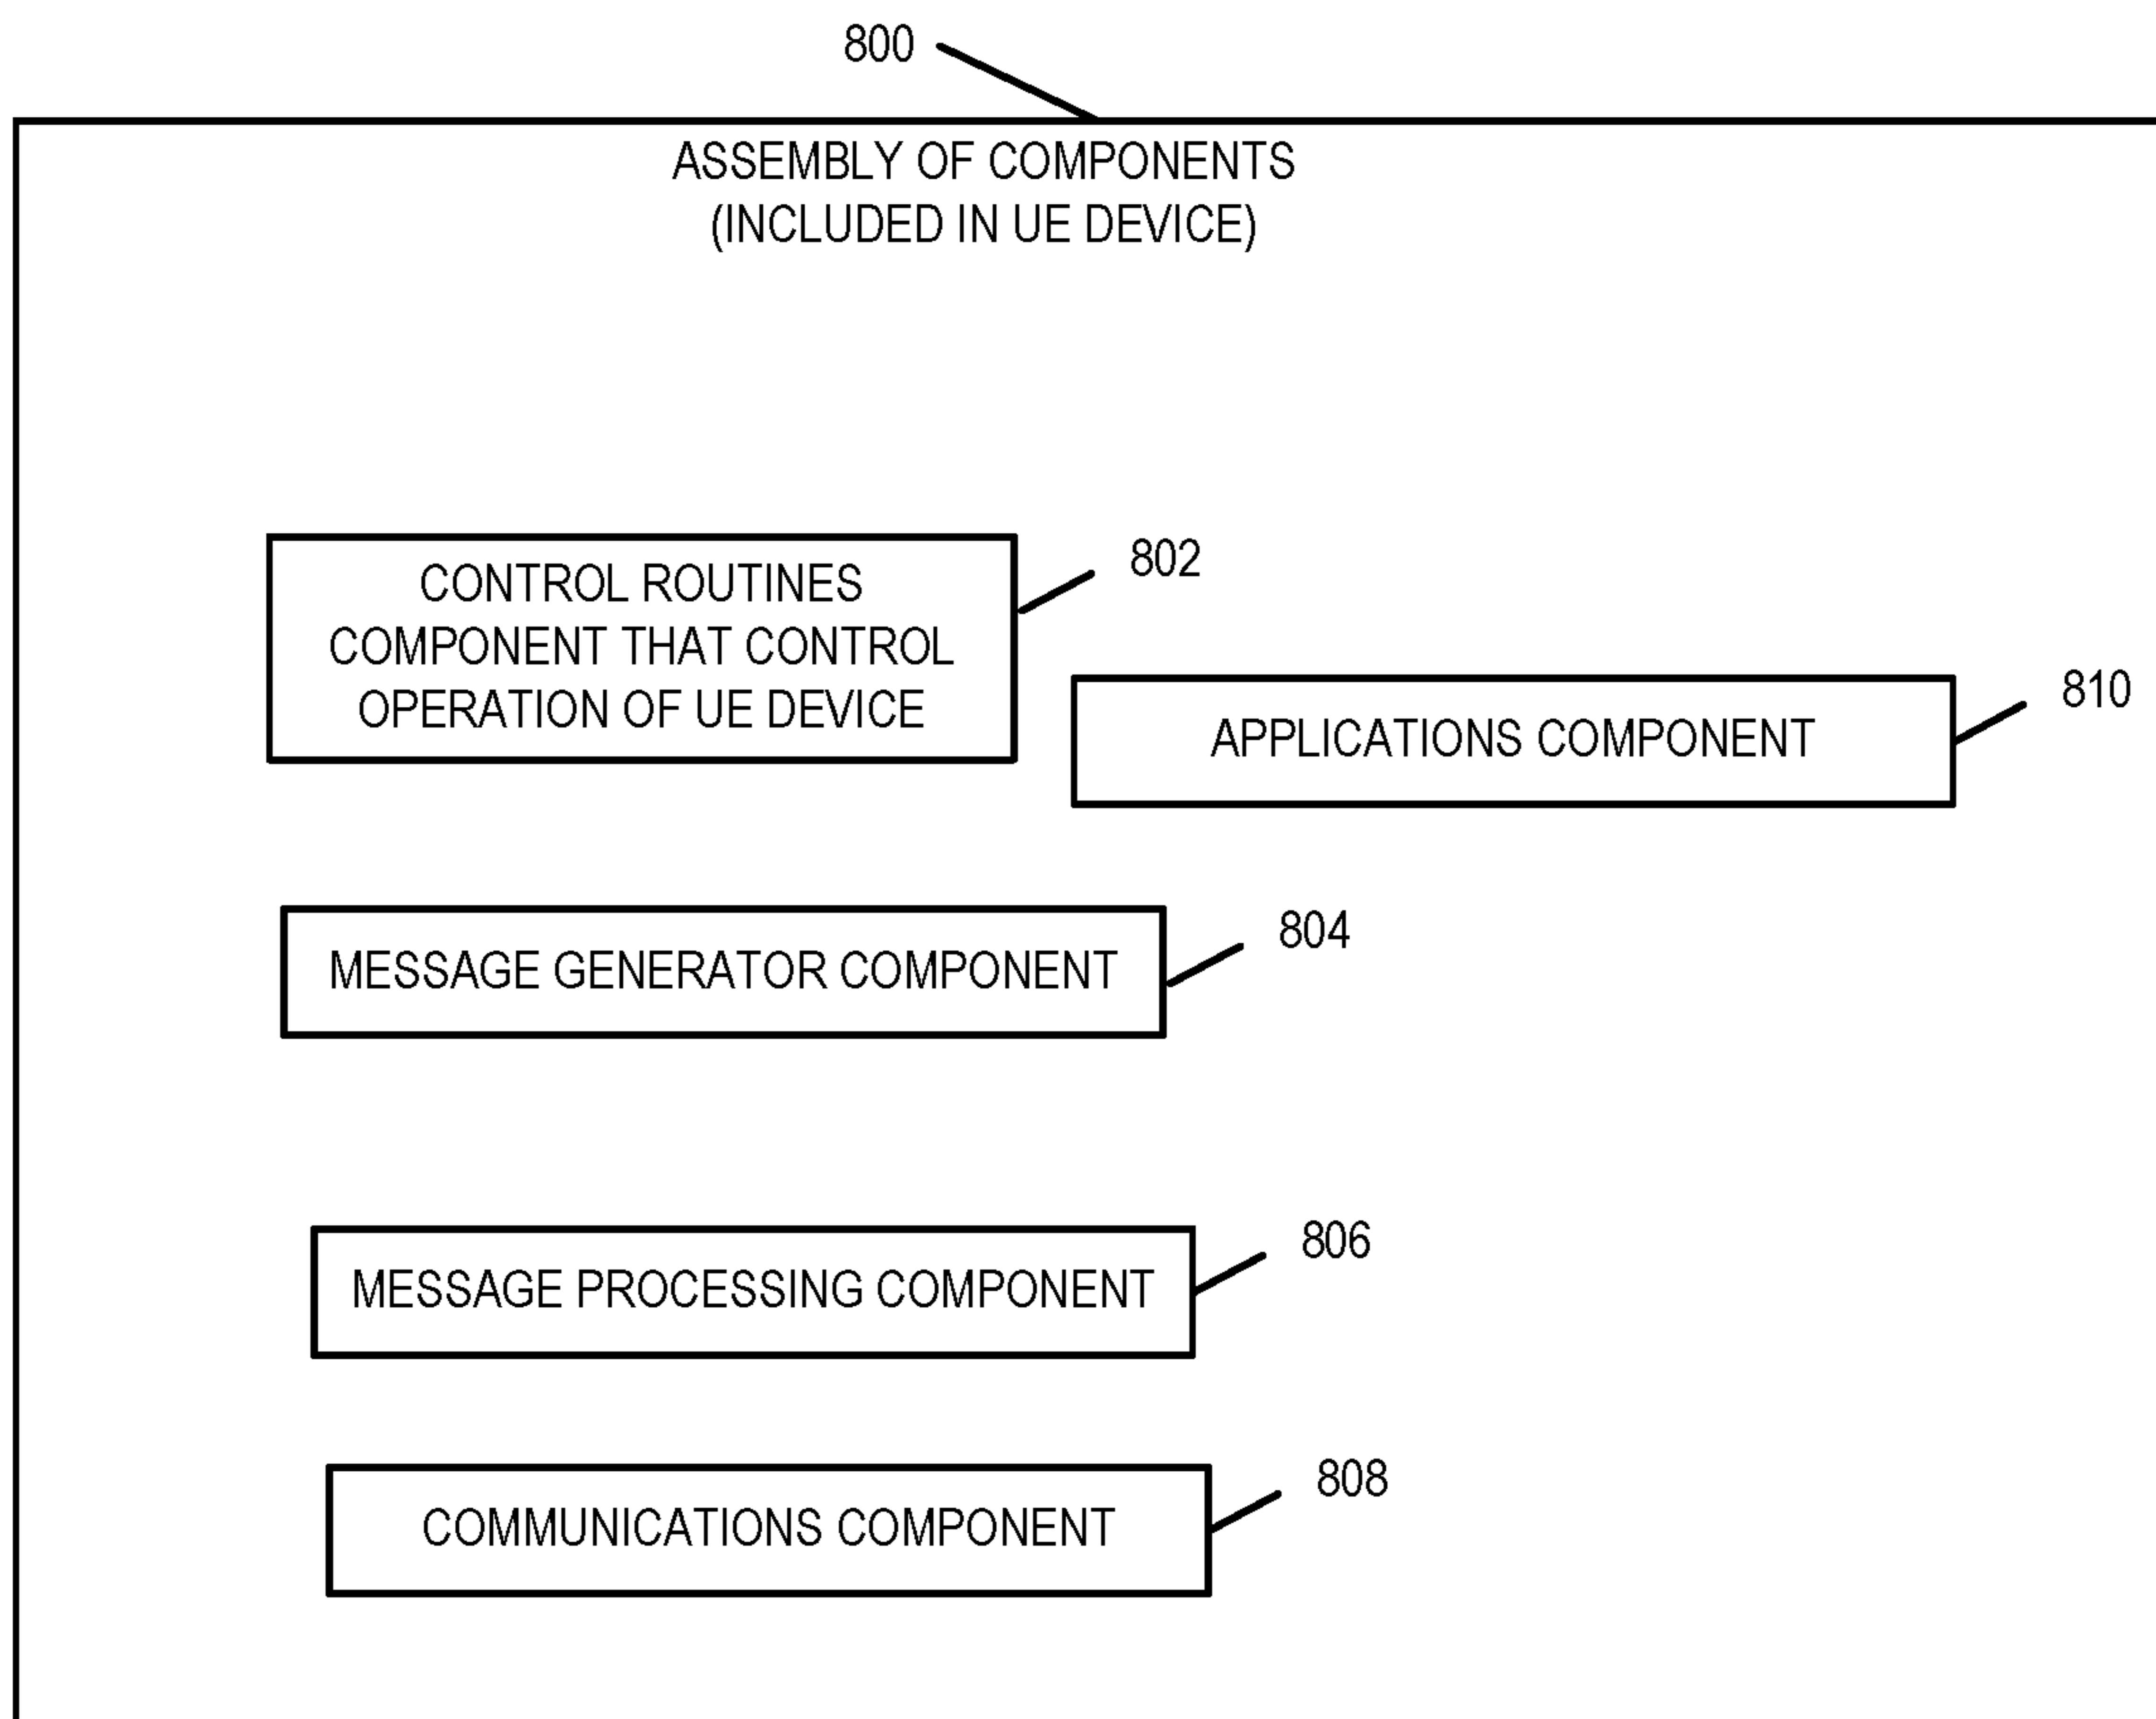 800
ASSEMBLY OF COMPONENTS
(INCLUDED IN UE DEVICE)
CONTROL ROUTINES
COMPONENT THAT CONTROL
OPERATION OF UE DEVICE
802
APPLICATIONS COMPONENT
810
MESSAGE GENERATOR COMPONENT
804
MESSAGE PROCESSING COMPONENT
806
COMMUNICATIONS COMPONENT
808